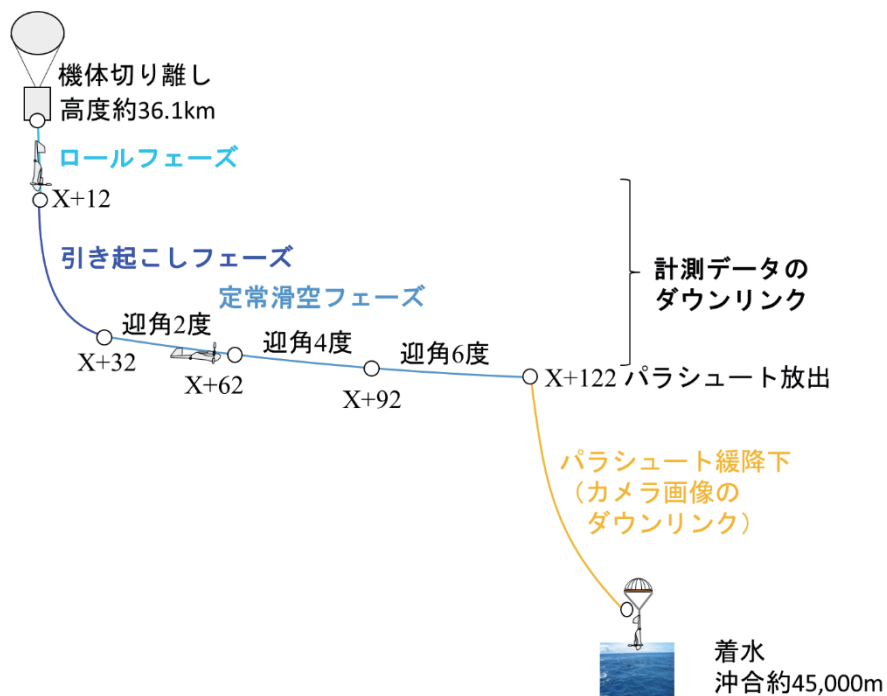 機体切り離し
高度約36.1km
ロールフェーズ
X+12
引き起こしフェーズ
計測データの
ダウンリンク
定常滑空フェーズ
迎角2度
迎角4度
迎角6度
X+32
X+62
X+92
X+122 パラシュート放出
パラシュート緩降下
(カメラ画像の
ダウンリンク)
着水
沖合約45,000m